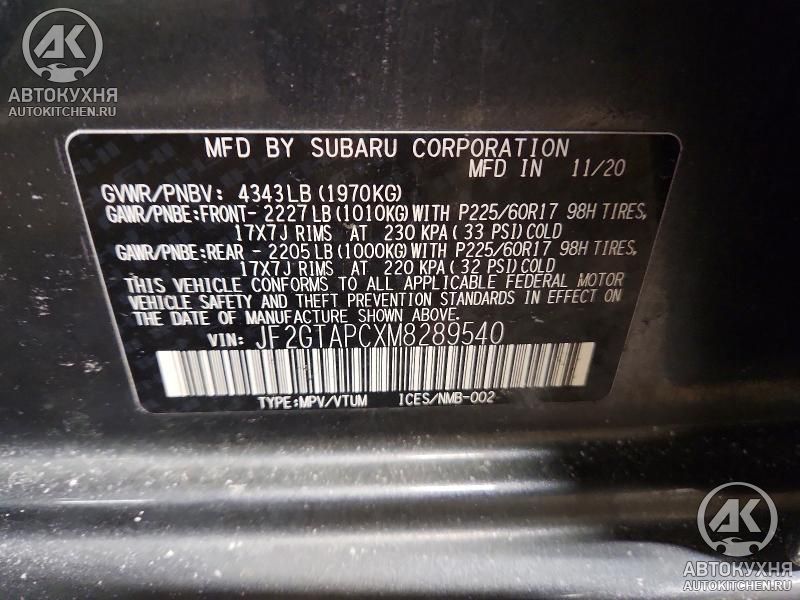 АК
АВТОКУХНЯ
AUTOKITCHEN.RU
MFD BY SUBARU CORPORATION
MFD IN 11/20
GVWR/PNBV: 4343LB (1970KG)
GAWR/PNBE:FRONT- 2227LB (1010KG) WITH P225/60R17 98H TIRES,
17X7J RIMS AT 230 KPA (33 PSI) COLD
GAWR/PNBE:REAR - 2205LB (1000KG) WITH P225/60R17 98H TIRES,
17X7J RIMS AT 220 KPA (32 PSI) COLD
THIS VEHICLE CONFORMS TO ALL APPLICABLE FEDERAL MOTOR
VEHICLE SAFETY AND THEFT PREVENTION STANDARDS IN EFFECT ON
THE DATE OF MANUFACTURE SHOWN ABOVE.
VIN: JF2GTAPCXM8289540
TYPE:MPV/VTUM ICES/NMB-002
АК
АВТОКУХНЯ
AUTOKITCHEN.RU